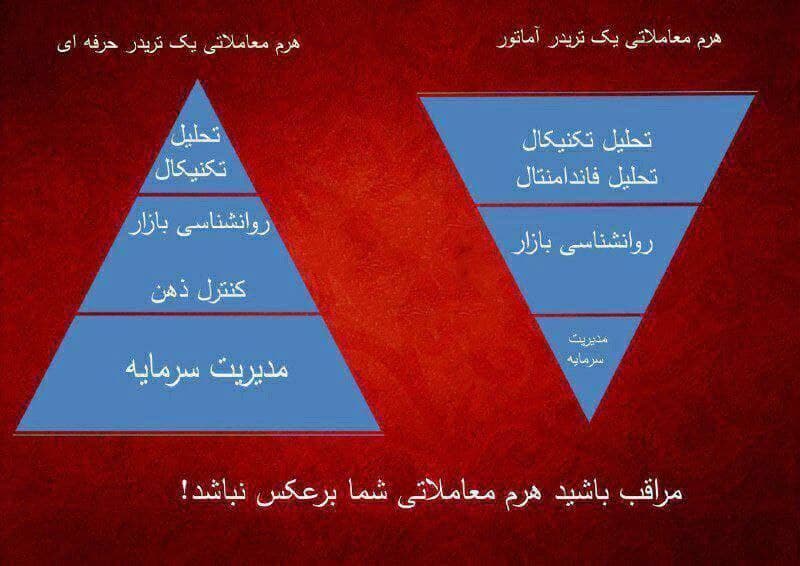 هرم معاملاتی یک تریدر آماتور
تحلیل تکنیکال
تحلیل فاندامنتال
روانشناسی بازار
مدیریت
سرمایه
هرم معاملاتی یک تریدر حرفه ای
تحلیل
تکنیکال
روانشناسی بازار
کنترل ذهن
مدیریت سرمایه
مراقب باشید هرم معاملاتی شما برعکس نباشد!